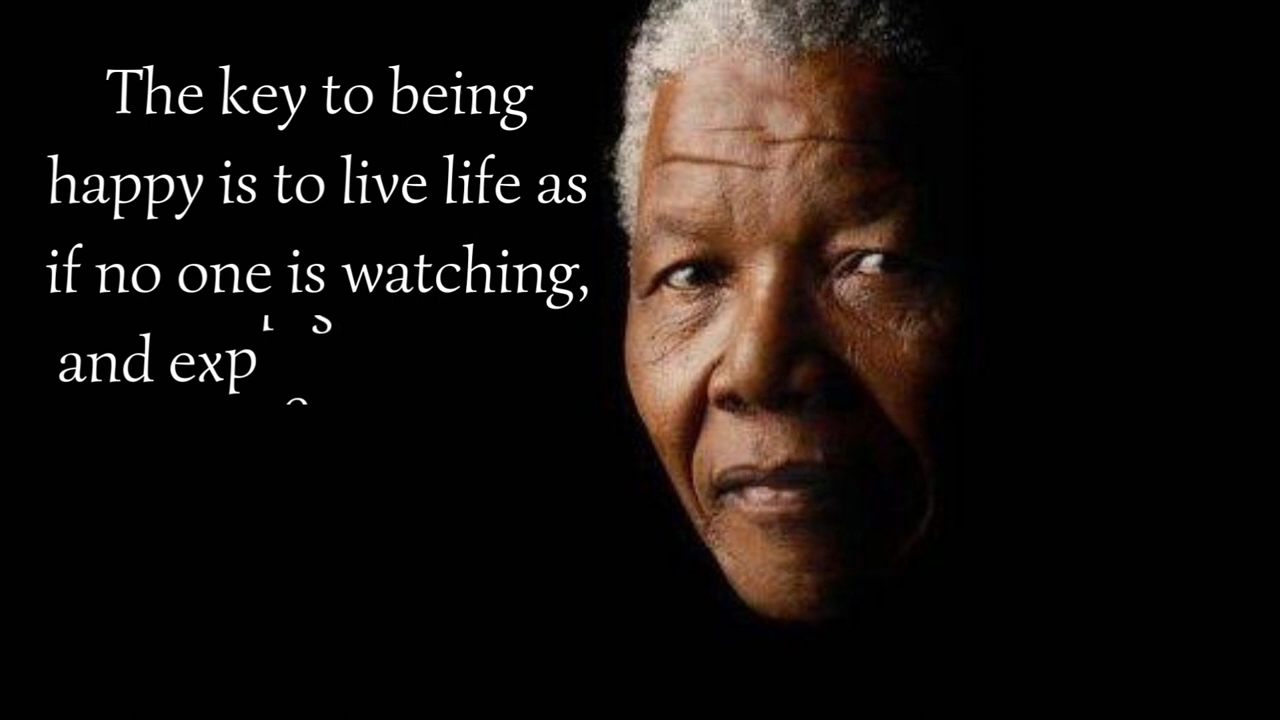 The key to being
happy is to live life as
if no one is watching,
and exp